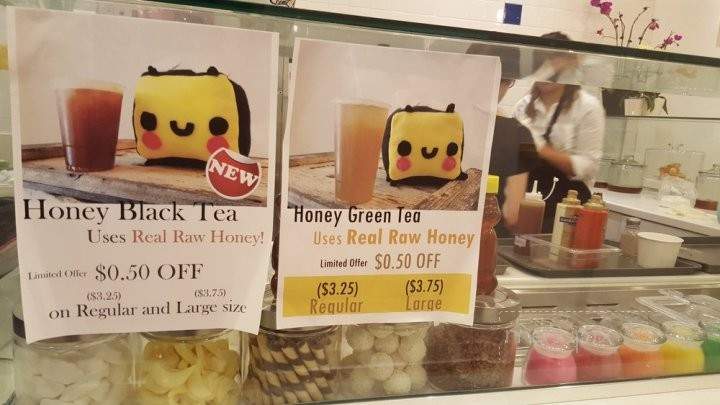 NEW
Honey Black Tea
Uses Real Raw Honey!
Limited Offer $0.50 OFF
($3.25) ($3.75)
on Regular and Large size
Honey Green Tea
Uses Real Raw Honey
Limited Offer $0.50 OFF
($3.25) ($3.75)
Regular Large